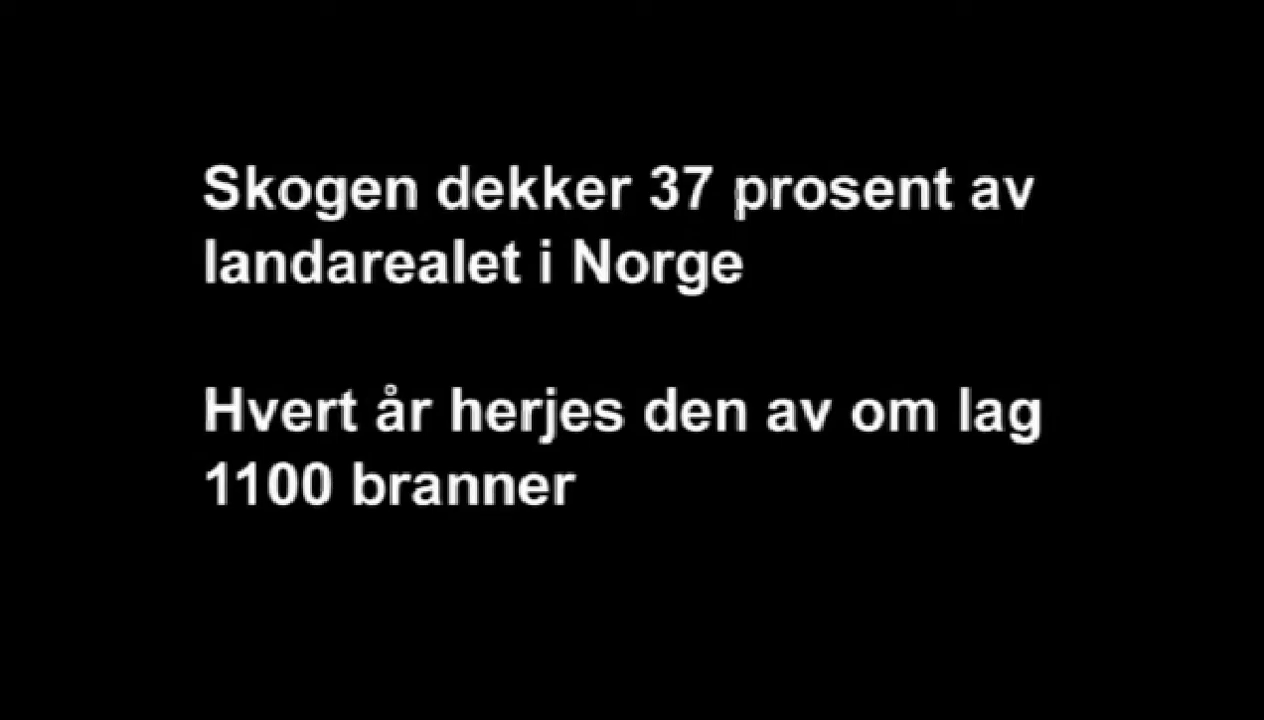 Skogen dekker 37 prosent av
landarealet i Norge
Hvert år herjes den av om lag
1100 branner